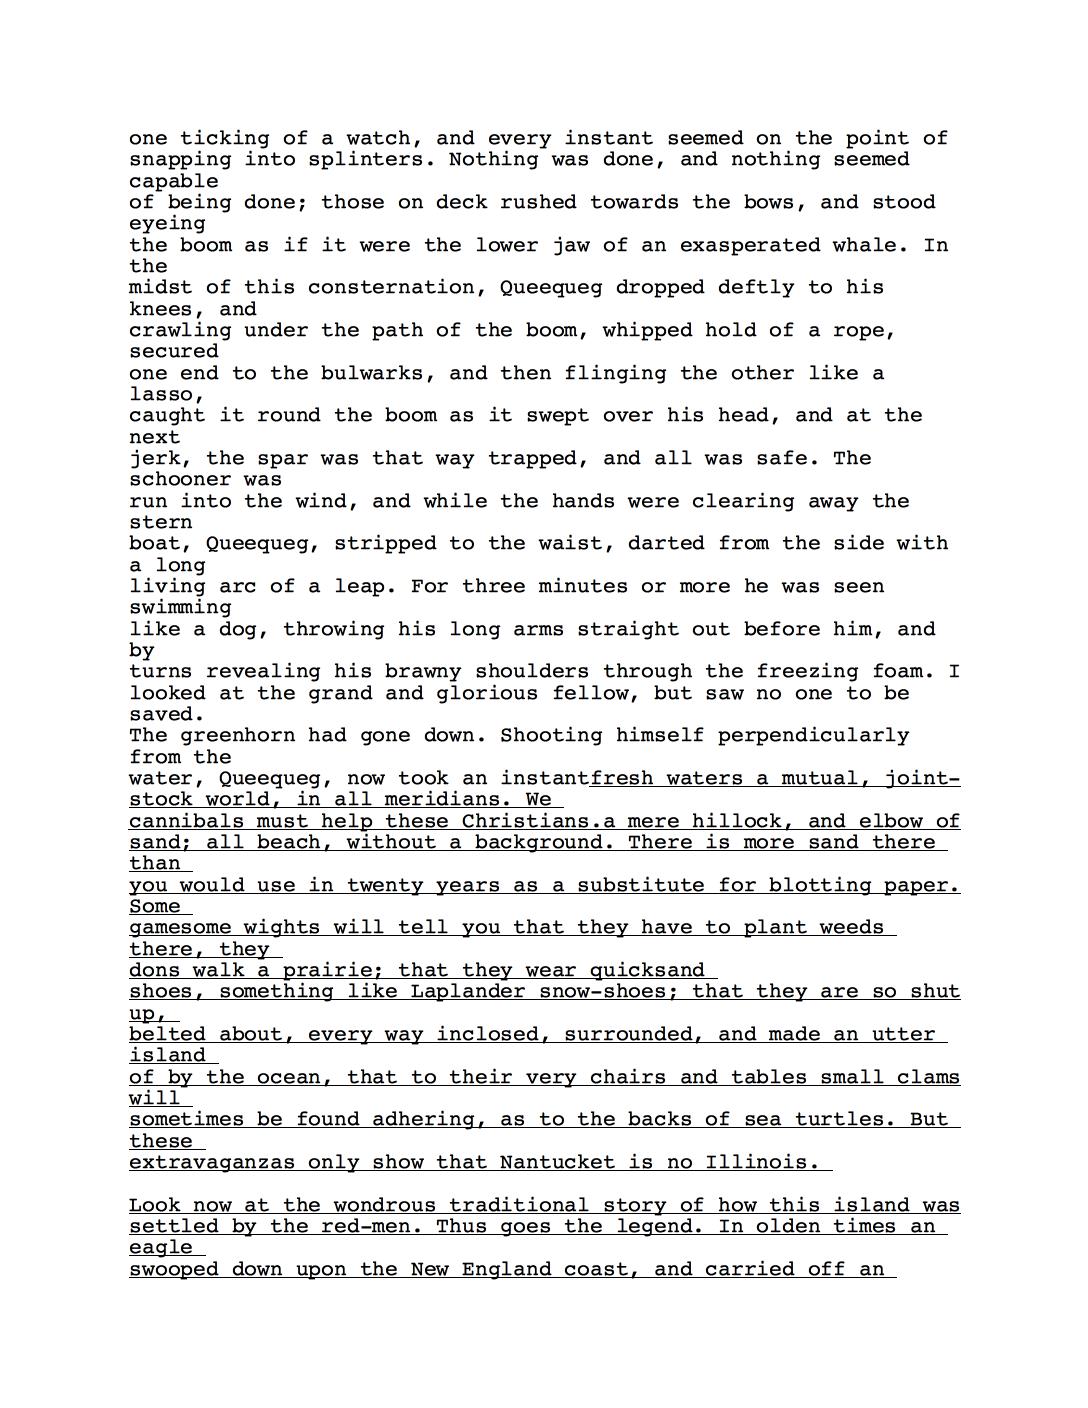 one ticking of a watch, and every instant seemed on the point of
snapping into splinters. Nothing was done, and nothing seemed
capable
of being done; those on deck rushed towards the bows, and stood
eyeing
the boom as if it were the lower jaw of an exasperated whale. In
the
midst of this consternation, Queequeg dropped deftly to his
knees, and
crawling under the path of the boom, whipped hold of a rope,
secured
one end to the bulwarks, and then flinging the other like a
lasso,
caught it round the boom as it swept over his head, and at the
next
jerk, the spar was that way trapped, and all was safe. The
schooner was
run into the wind, and while the hands were clearing away the
stern
boat, Queequeg, stripped to the waist, darted from the side with
a long
living arc of a leap. For three minutes or more he was seen
swimming
like a dog, throwing his long arms straight out before him, and
by
turns revealing his brawny shoulders through the freezing foam. I
looked at the grand and glorious fellow, but saw no one to be
saved.
The greenhorn had gone down. Shooting himself perpendicularly
from the
water, Queequeg, now took an instantfresh waters a mutual, joint-
stock world, in all meridians. We
cannibals must help these Christians.a mere hillock, and elbow of
sand; all beach, without a background. There is more sand there
than
you would use in twenty years as a substitute for blotting paper.
Some
gamesome wights will tell you that they have to plant weeds
there, they
dons walk a prairie; that they wear quicksand
shoes, something like Laplander snow-shoes; that they are so shut
up,
belted about, every way inclosed, surrounded, and made an utter
island
of by the ocean, that to their very chairs and tables small clams
will
sometimes be found adhering, as to the backs of sea turtles. But
these
extravaganzas only show that Nantucket is no Illinois.
Look now at the wondrous traditional story of how this island was
settled by the red-men. Thus goes the legend. In olden times an
eagle
swooped down upon the New England coast, and carried off an